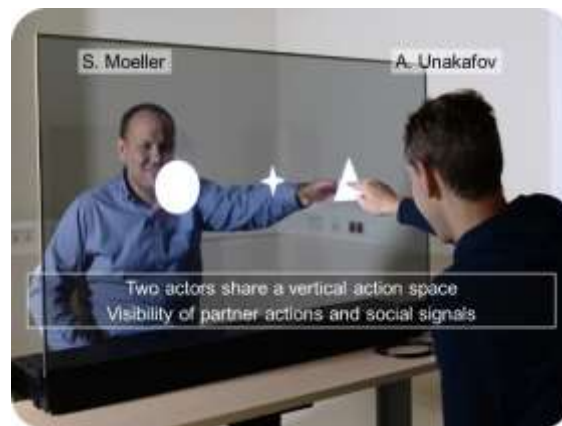 S. Moeller
A. Unakafov
Two actors share a vertical action space
Visibility of partner actions and social signals